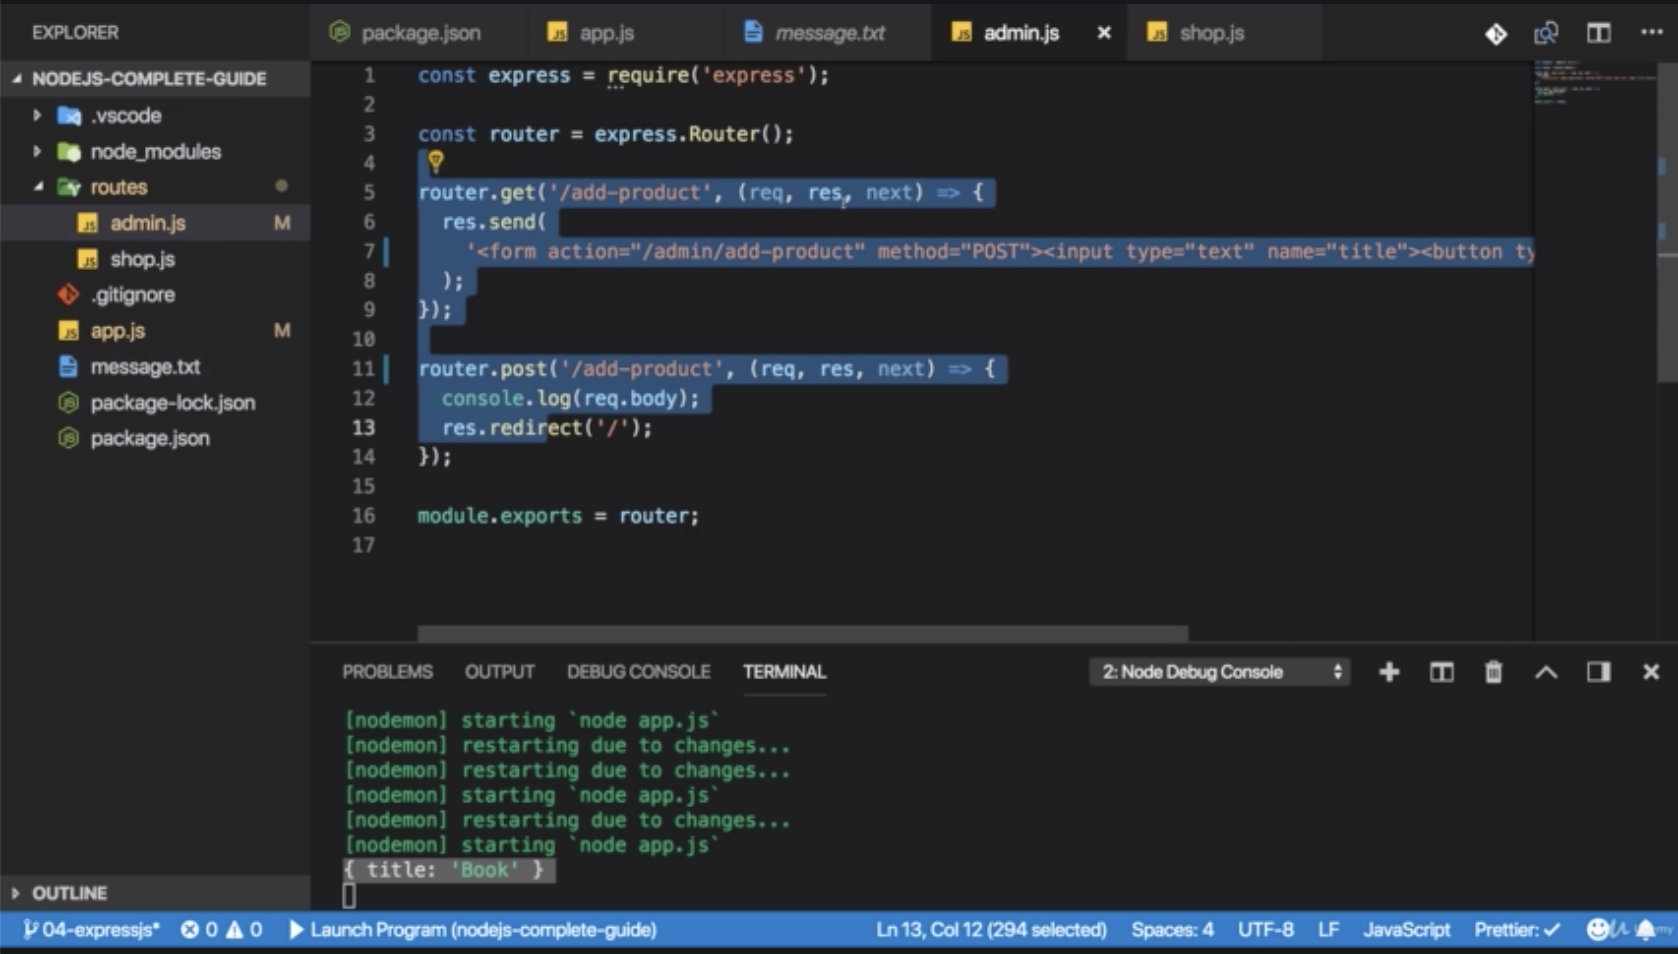 EXPLORER
package.json
app.js
message.txt
admin.js
shop.js
NODEJS-COMPLETE-GUIDE
.vscode
node_modules
routes
admin.js M
shop.js
.gitignore
app.js M
message.txt
package-lock.json
package.json
OUTLINE
1 const express = require('express');
2
3 const router = express.Router();
4
5 router.get('/add-product', (req, res, next) => {
6 res.send(
7 '<form action="/admin/add-product" method="POST"><input type="text" name="title"><button ty
8 );
9 });
10
11 router.post('/add-product', (req, res, next) => {
12 console.log(req.body);
13 res.redirect('/');
14 });
15
16 module.exports = router;
17
PROBLEMS OUTPUT DEBUG CONSOLE TERMINAL 2: Node Debug Console
[nodemon] starting `node app.js`
[nodemon] restarting due to changes...
[nodemon] restarting due to changes...
[nodemon] starting `node app.js`
[nodemon] restarting due to changes...
[nodemon] starting `node app.js`
{ title: 'Book' }
04-expressjs* 0 0 Launch Program (nodejs-complete-guide) Ln 13, Col 12 (294 selected) Spaces: 4 UTF-8 LF JavaScript Prettier: ✓